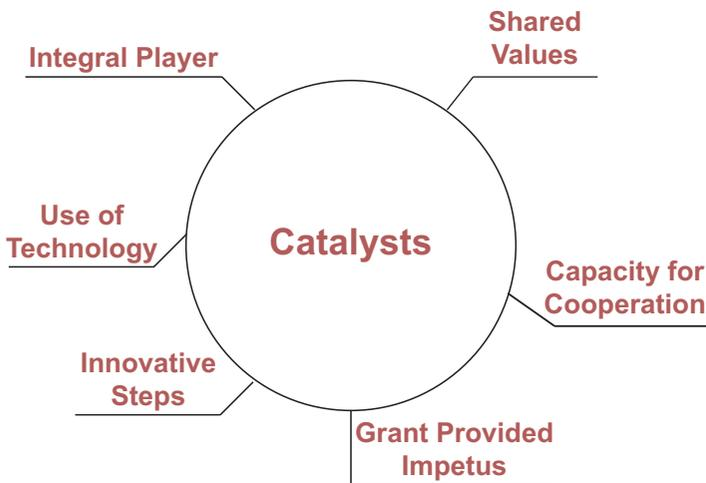 Shared
Values
Integral Player
Use of
Technology
Catalysts
Capacity for
Cooperation
Innovative
Steps
Grant Provided
Impetus